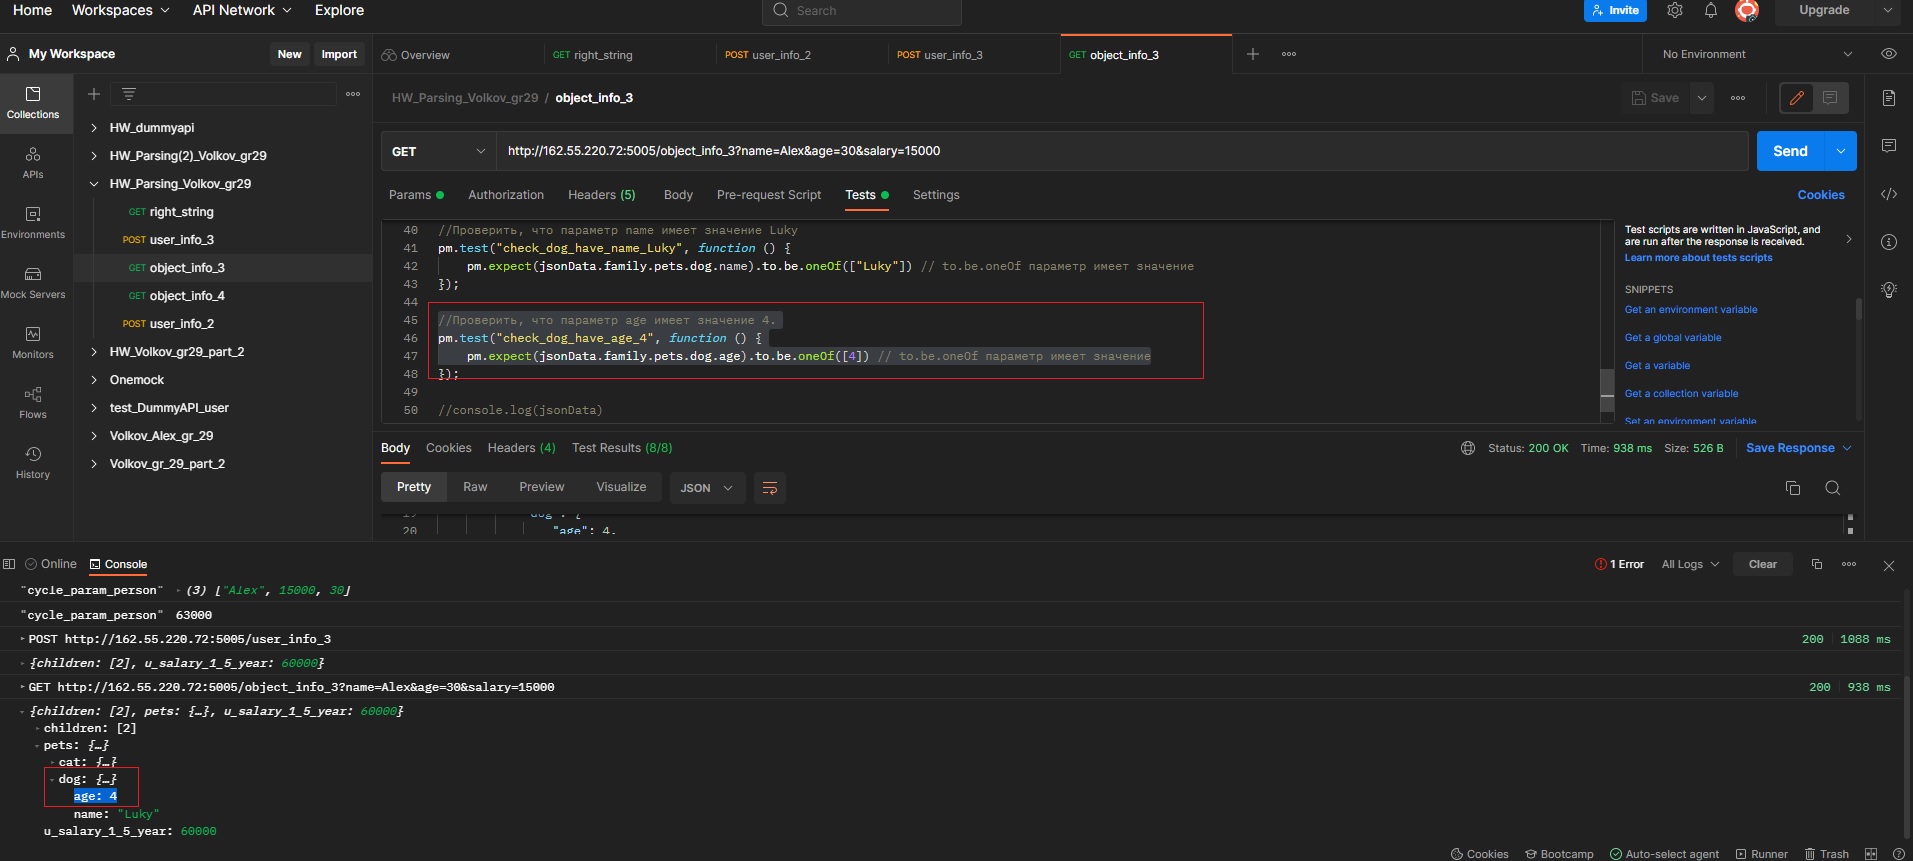 Home Workspaces API Network Explore Search Invite Upgrade
My Workspace New Import Overview GET right_string POST user_info_2 POST user_info_3 GET object_info_3 No Environment
Collections
APIs
Environments
Mock Servers
Monitors
Flows
History
HW_dummyapi
HW_Parsing(2)_Volkov_gr29
HW_Parsing_Volkov_gr29
GET right_string
POST user_info_3
GET object_info_3
GET object_info_4
POST user_info_2
HW_Volkov_gr29_part_2
Onemock
test_DummyAPI_user
Volkov_Alex_gr_29
Volkov_gr_29_part_2
HW_Parsing_Volkov_gr29 / object_info_3 Save
GET http://162.55.220.72:5005/object_info_3?name=Alex&age=30&salary=15000 Send
Params Authorization Headers (5) Body Pre-request Script Tests Settings Cookies
40 //Проверить, что параметр name имеет значение Luky
41 pm.test("check_dog_have_name_Luky", function () {
42 pm.expect(jsonData.family.pets.dog.name).to.be.oneOf(["Luky"]) // to.be.oneOf параметр имеет значение
43 });
44
45 //Проверить, что параметр age имеет значение 4.
46 pm.test("check_dog_have_age_4", function () {
47 pm.expect(jsonData.family.pets.dog.age).to.be.oneOf([4]) // to.be.oneOf параметр имеет значение
48 });
49
50 //console.log(jsonData)
Test scripts are written in JavaScript, and
are run after the response is received.
Learn more about tests scripts
SNIPPETS
Get an environment variable
Get a global variable
Get a variable
Get a collection variable
Set an environment variable
Body Cookies Headers (4) Test Results (8/8) Status: 200 OK Time: 938 ms Size: 526 B Save Response
Pretty Raw Preview Visualize JSON
19 "dog": {
20 "age": 4,
Online Console 1 Error All Logs Clear
"cycle_param_person" (3) ["Alex", 15000, 30]
"cycle_param_person" 63000
POST http://162.55.220.72:5005/user_info_3 200 1088 ms
{children: [2], u_salary_1_5_year: 60000}
GET http://162.55.220.72:5005/object_info_3?name=Alex&age=30&salary=15000 200 938 ms
{children: [2], pets: {…}, u_salary_1_5_year: 60000}
children: [2]
pets: {…}
cat: {…}
dog: {…}
age: 4
name: "Luky"
u_salary_1_5_year: 60000
Cookies Bootcamp Auto-select agent Runner Trash